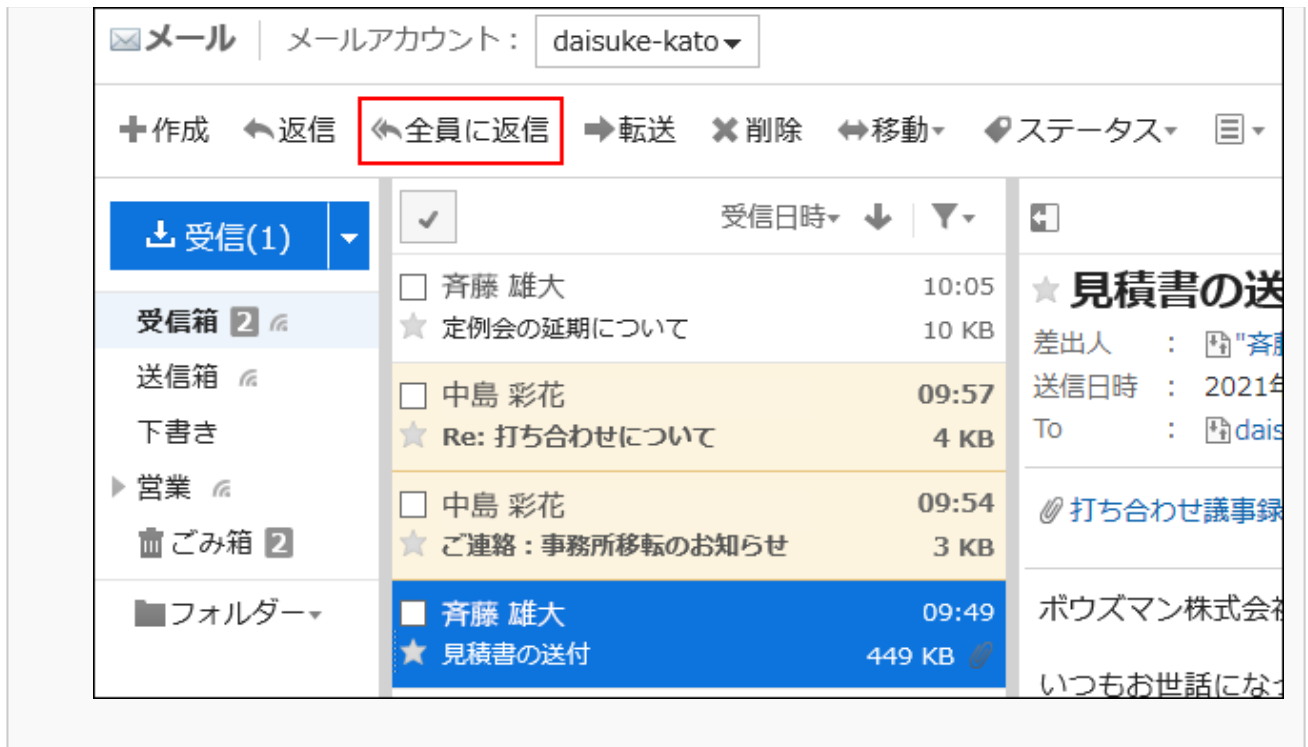 メール メールアカウント： daisuke-kato
作成 返信 全員に返信 転送 削除 移動 ステータス
受信(1)
受信箱 2
送信箱
下書き
営業
ごみ箱 2
フォルダー
受信日時
斉藤 雄大 10:05
定例会の延期について 10 KB
中島 彩花 09:57
Re: 打ち合わせについて 4 KB
中島 彩花 09:54
ご連絡：事務所移転のお知らせ 3 KB
斉藤 雄大 09:49
見積書の送付 449 KB
見積書の送
差出人 ： "斉藤
送信日時 ： 2021年
To ： dais
打ち合わせ議事録
ボウズマン株式会社
いつもお世話になっ